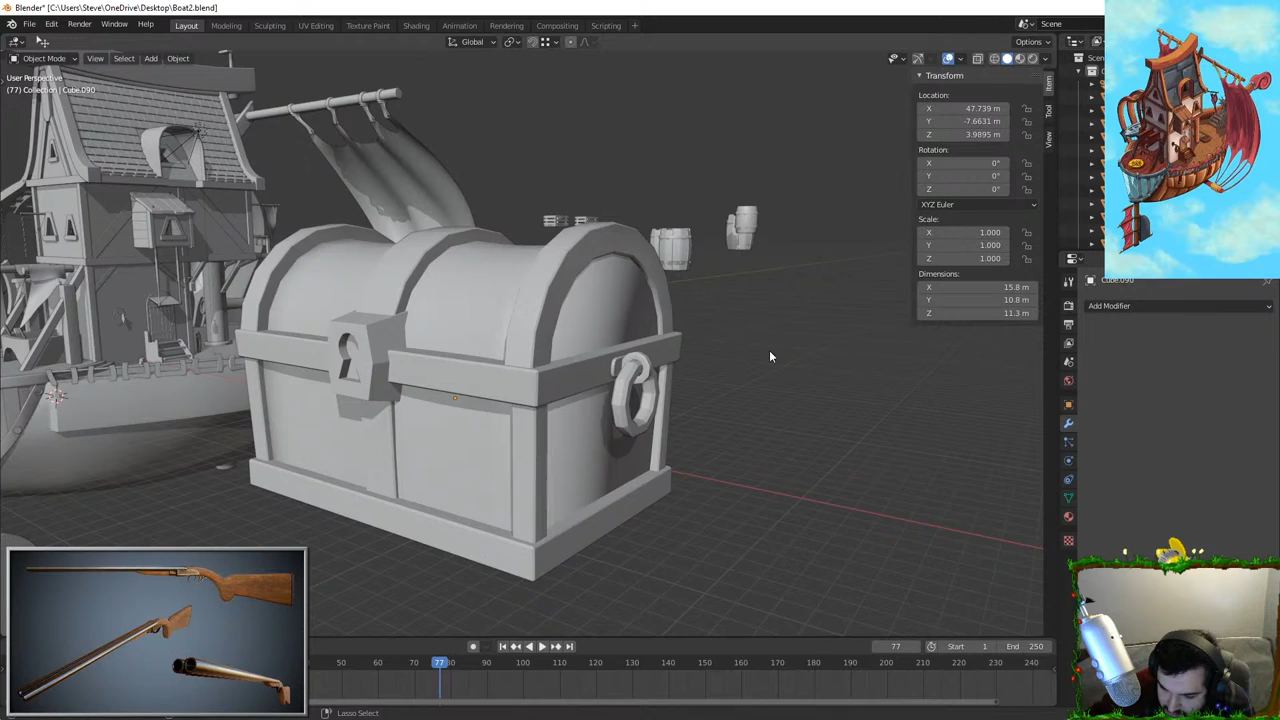 Blender* [C:\Users\Steve\OneDrive\Desktop\Boat2.blend]
File Edit Render Window Help Layout Modeling Sculpting UV Editing Texture Paint Shading Animation Rendering Compositing Scripting Scene
Global Options
Object Mode View Select Add Object
User Perspective
(77) Collection | Cube.090
Transform
Location:
X 47.739 m
Y -7.6631 m
Z 3.9895 m
Rotation:
X 0°
Y 0°
Z 0°
XYZ Euler
Scale:
X 1.000
Y 1.000
Z 1.000
Dimensions:
X 15.8 m
Y 10.8 m
Z 11.3 m
Item
Tool
View
Scen
Cube.090
Add Modifier
77 Start 1 End 250
50 60 70 77 80 90 100 110 120 130 140 150 160 170 180 190 200 210 220 230 240
Lasso Select